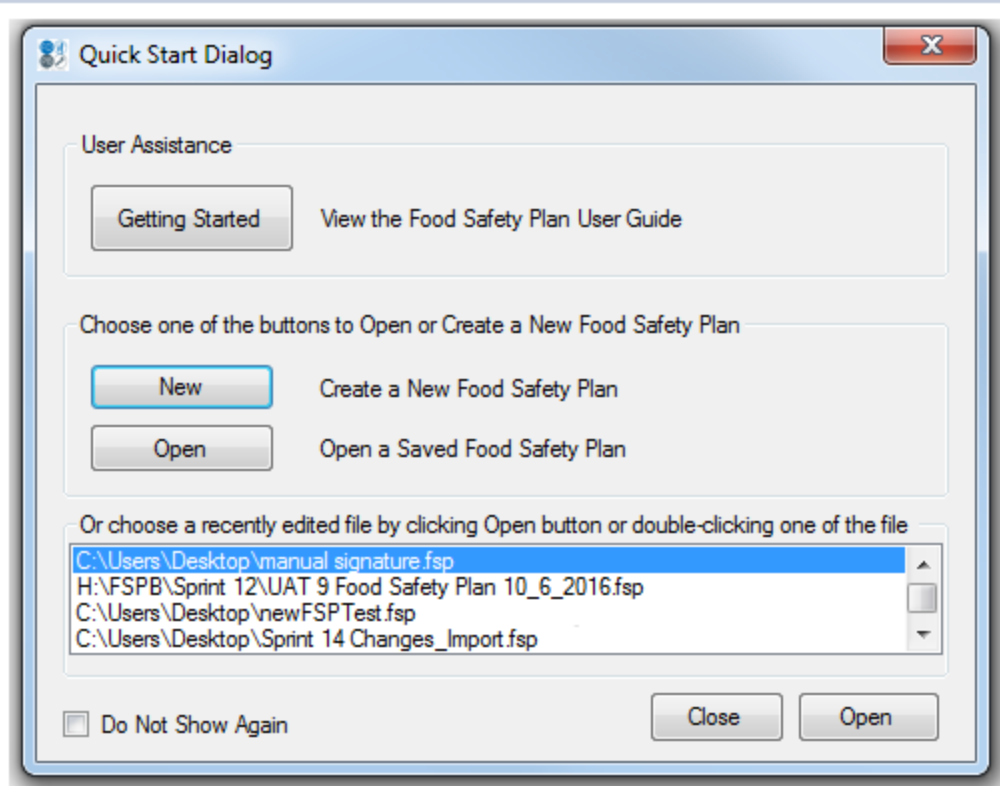 Quick Start Dialog
User Assistance
Getting Started View the Food Safety Plan User Guide
Choose one of the buttons to Open or Create a New Food Safety Plan
New Create a New Food Safety Plan
Open Open a Saved Food Safety Plan
Or choose a recently edited file by clicking Open button or double-clicking one of the file
C:\Users\Desktop\manual signature.fsp
H:\FSPB\Sprint 12\UAT 9 Food Safety Plan 10_6_2016.fsp
C:\Users\Desktop\newFSPTest.fsp
C:\Users\Desktop\Sprint 14 Changes_Import.fsp
Do Not Show Again Close Open